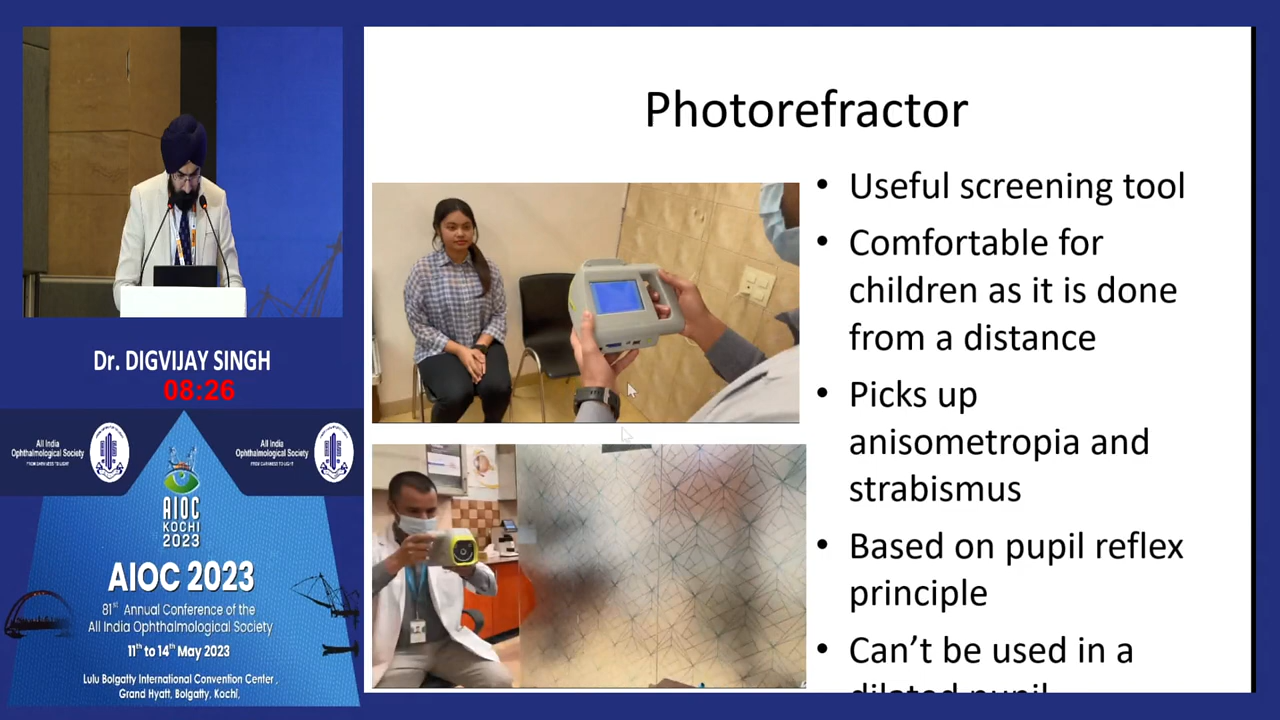 Photorefractor
• Useful screening tool
• Comfortable for
children as it is done
from a distance
• Picks up
anisometropia and
strabismus
• Based on pupil reflex
principle
• Can't be used in a
dilated pupil
Dr. DIGVIJAY SINGH
08:26
All India
Ophthalmological Society
FROM DARKNESS TO LIGHT
All India
Ophthalmological Society
FROM DARKNESS TO LIGHT
AIOC
KOCHI
2023
AIOC 2023
81st Annual Conference of the
All India Ophthalmological Society
11th to 14th May 2023
Lulu Bolgatty International Convention Center ,
Grand Hyatt, Bolgatty, Kochi,